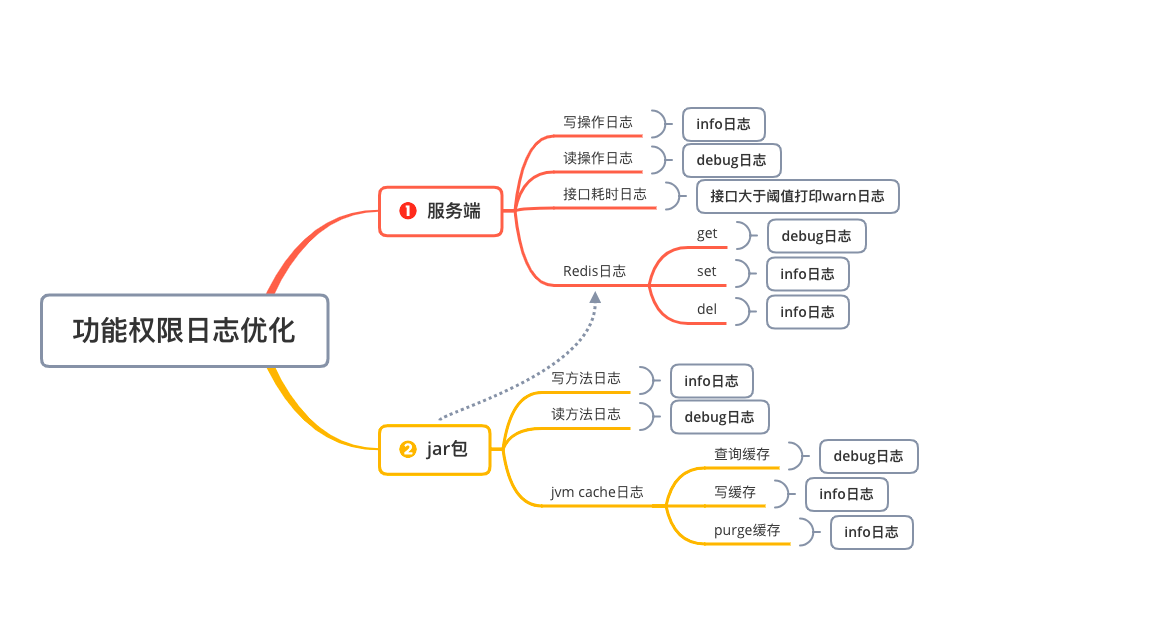 功能权限日志优化
1 服务端
写操作日志
info日志
读操作日志
debug日志
接口耗时日志
接口大于阈值打印warn日志
Redis日志
get
debug日志
set
info日志
del
info日志
2 jar包
写方法日志
info日志
读方法日志
debug日志
jvm cache日志
查询缓存
debug日志
写缓存
info日志
purge缓存
info日志